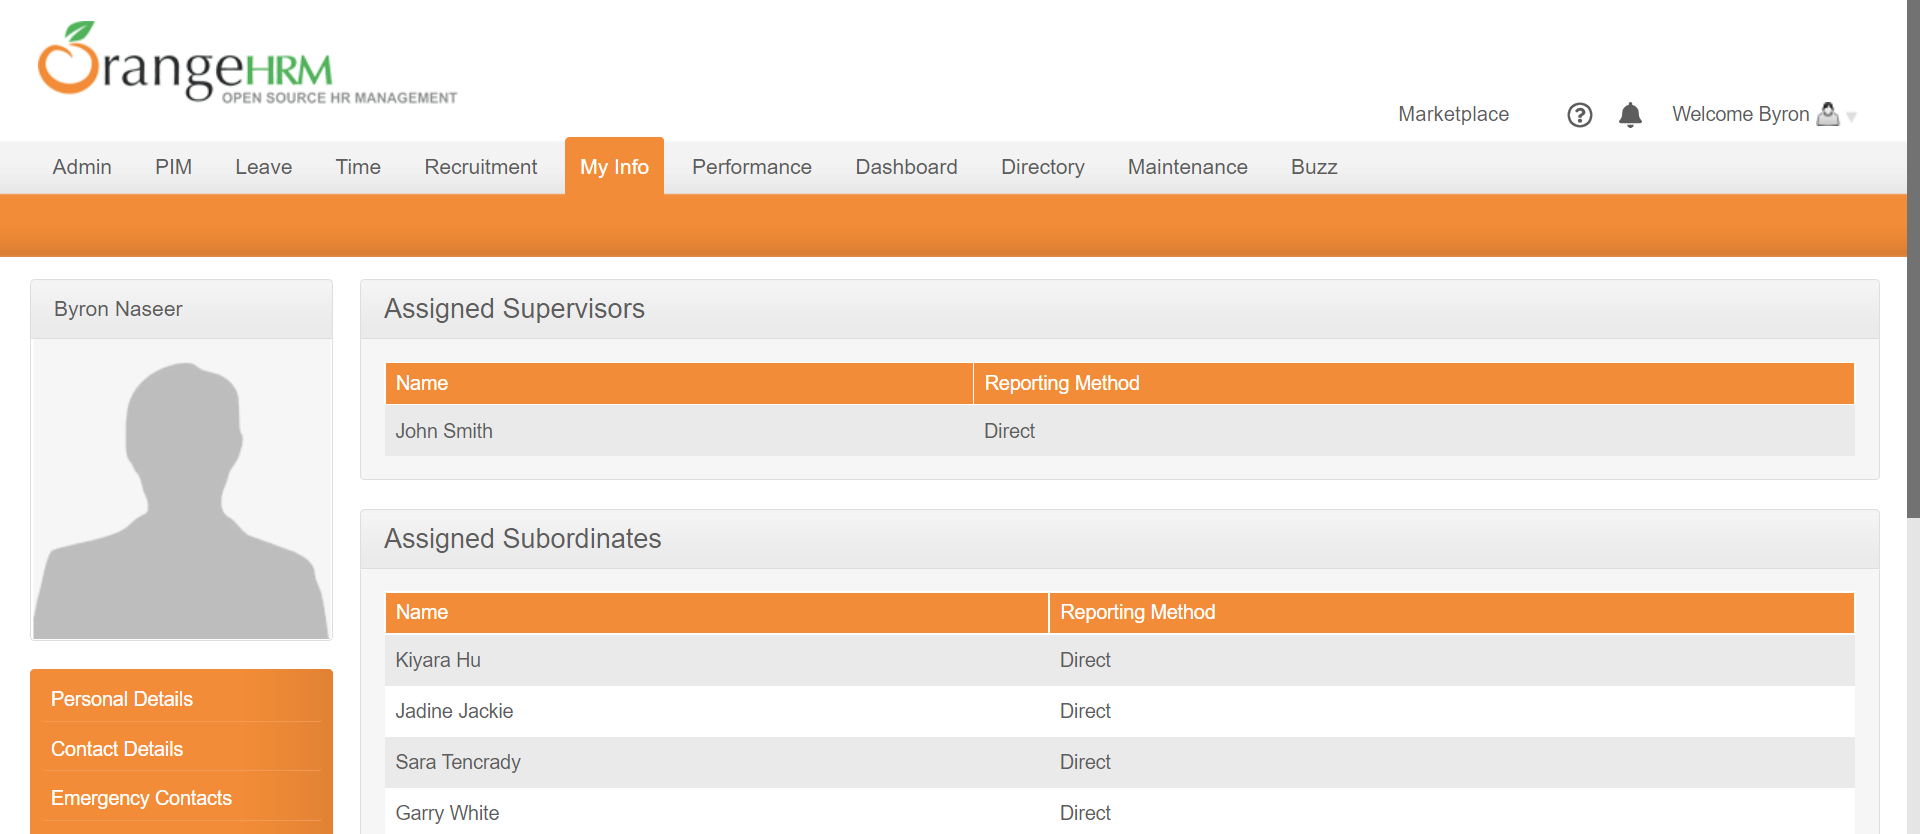 OrangeHRM
OPEN SOURCE HR MANAGEMENT
Marketplace ? Welcome Byron
Admin PIM Leave Time Recruitment My Info Performance Dashboard Directory Maintenance Buzz
Byron Naseer
Assigned Supervisors
Name Reporting Method
John Smith Direct
Assigned Subordinates
Name Reporting Method
Kiyara Hu Direct
Jadine Jackie Direct
Sara Tencrady Direct
Garry White Direct
Personal Details
Contact Details
Emergency Contacts